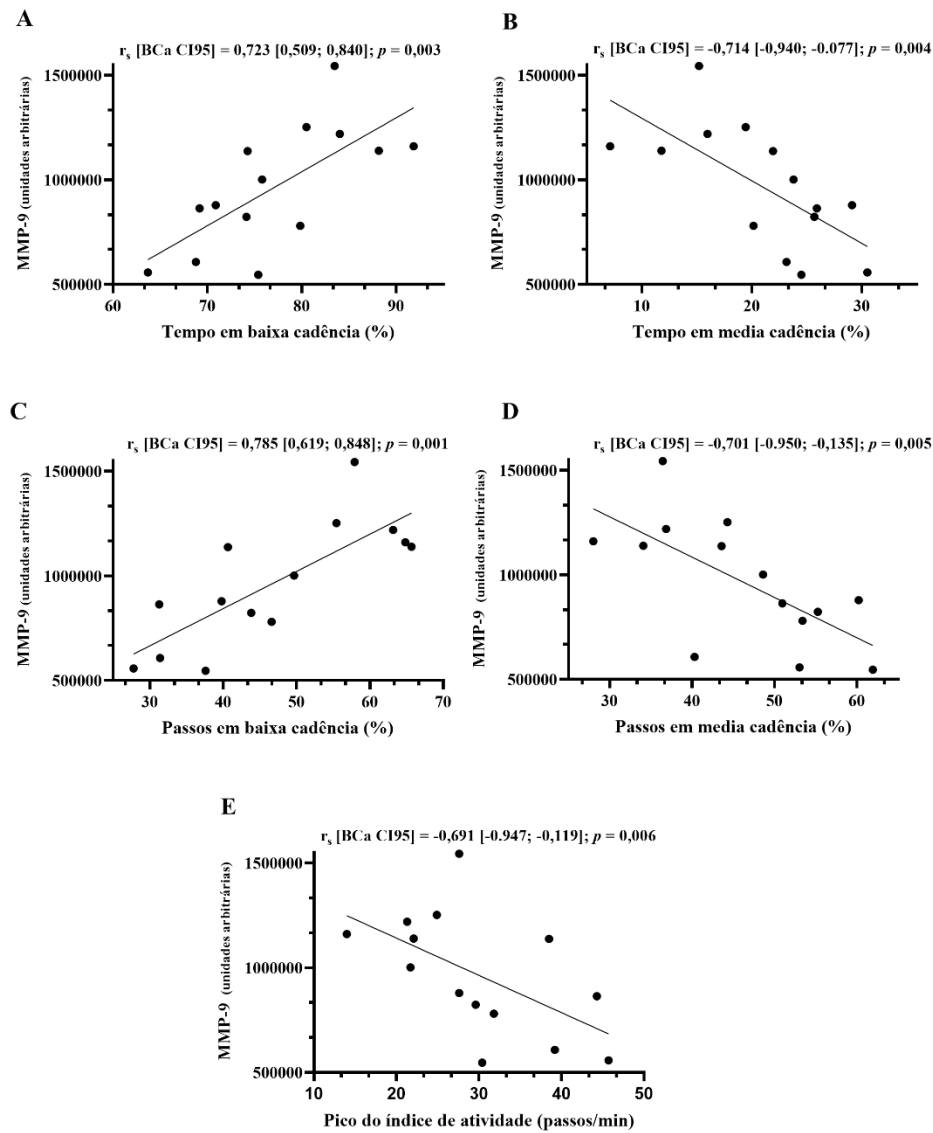 A
r_s [BCa CI95] = 0,723 [0,509; 0,840]; p = 0,003
1500000
1000000
500000
MMP-9 (unidades arbitrárias)
60 70 80 90
Tempo em baixa cadência (%)
B
r_s [BCa CI95] = -0,714 [-0,940; -0.077]; p = 0,004
1500000
1000000
500000
MMP-9 (unidades arbitrárias)
10 20 30
Tempo em media cadência (%)
C
r_s [BCa CI95] = 0,785 [0,619; 0,848]; p = 0,001
1500000
1000000
500000
MMP-9 (unidades arbitrárias)
30 40 50 60 70
Passos em baixa cadência (%)
D
r_s [BCa CI95] = -0,701 [-0.950; -0,135]; p = 0,005
1500000
1000000
500000
MMP-9 (unidades arbitrárias)
30 40 50 60
Passos em media cadência (%)
E
r_s [BCa CI95] = -0,691 [-0.947; -0,119]; p = 0,006
1500000
1000000
500000
MMP-9 (unidades arbitrárias)
10 20 30 40 50
Pico do índice de atividade (passos/min)